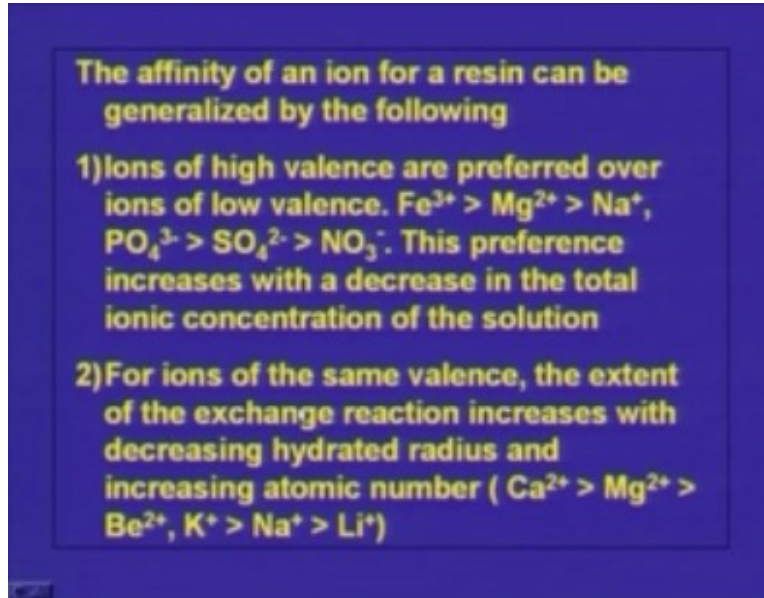 The affinity of an ion for a resin can be
generalized by the following
1)Ions of high valence are preferred over
ions of low valence. Fe³⁺ > Mg²⁺ > Na⁺,
PO₄³⁻ > SO₄²⁻ > NO₃⁻. This preference
increases with a decrease in the total
ionic concentration of the solution
2)For ions of the same valence, the extent
of the exchange reaction increases with
decreasing hydrated radius and
increasing atomic number ( Ca²⁺ > Mg²⁺ >
Be²⁺, K⁺ > Na⁺ > Li⁺)